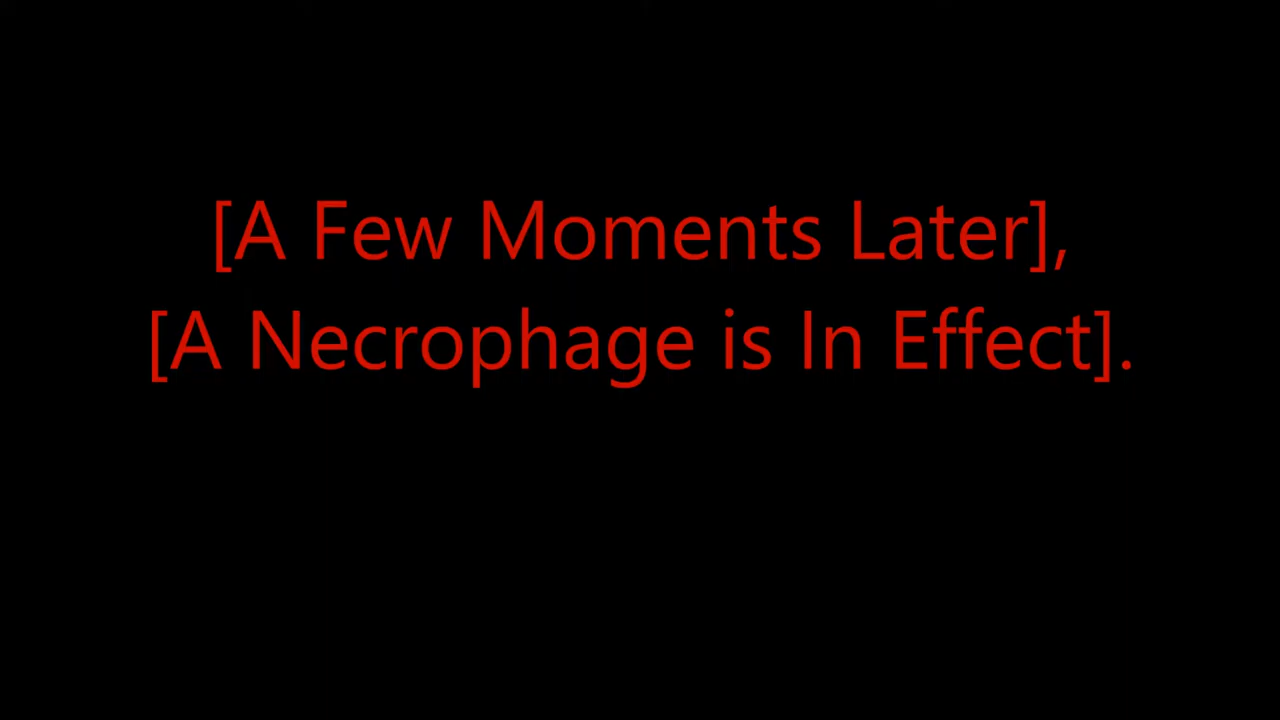 [A Few Moments Later],
[A Necrophage is In Effect].